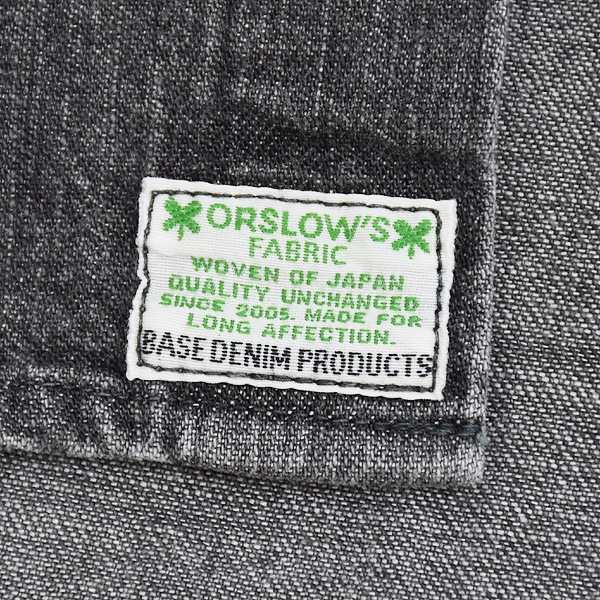 ORSLOW'S
FABRIC
WOVEN OF JAPAN
QUALITY UNCHANGED
SINCE 2005. MADE FOR
LONG AFFECTION.
BASE DENIM PRODUCTS